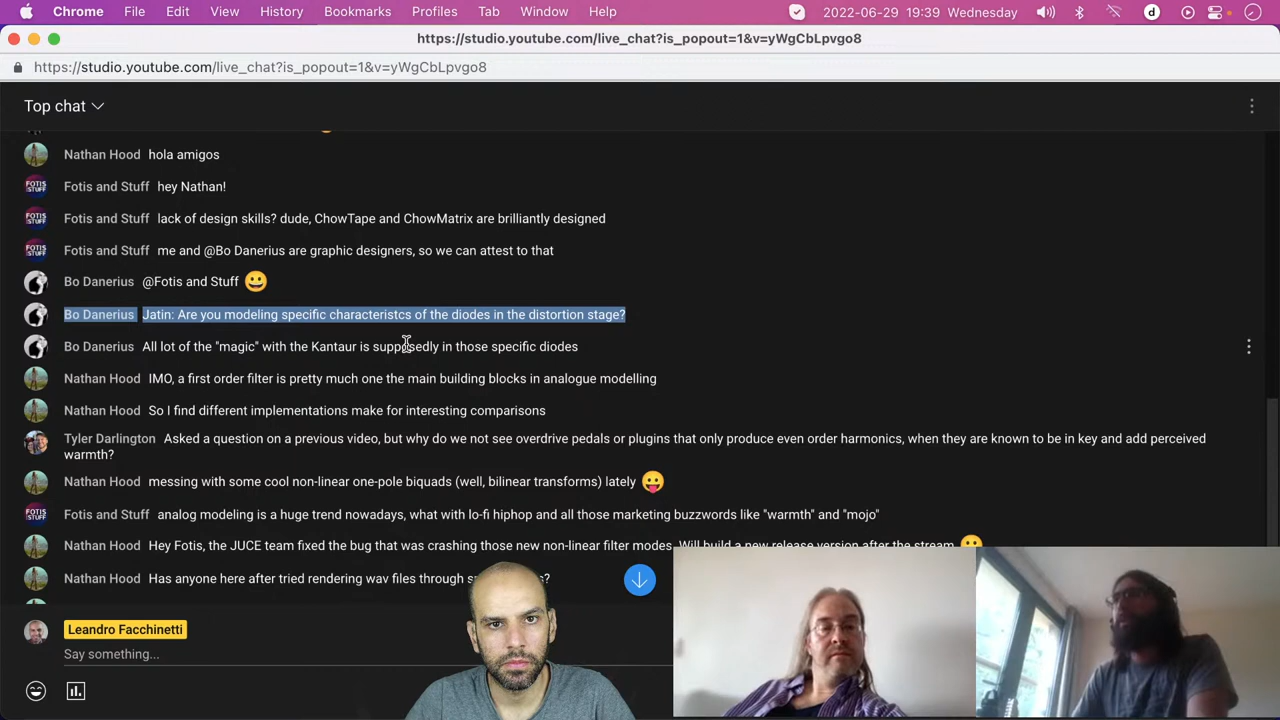 Chrome File Edit View History Bookmarks Profiles Tab Window Help 2022-06-29 19:39 Wednesday
https://studio.youtube.com/live_chat?is_popout=1&v=yWgCbLpvgo8
https://studio.youtube.com/live_chat?is_popout=1&v=yWgCbLpvgo8
Top chat
Nathan Hood hola amigos
Fotis and Stuff hey Nathan!
Fotis and Stuff lack of design skills? dude, ChowTape and ChowMatrix are brilliantly designed
Fotis and Stuff me and @Bo Danerius are graphic designers, so we can attest to that
Bo Danerius @Fotis and Stuff 😀
Bo Danerius Jatin: Are you modeling specific characteristcs of the diodes in the distortion stage?
Bo Danerius All lot of the "magic" with the Kantaur is supposedly in those specific diodes
Nathan Hood IMO, a first order filter is pretty much one the main building blocks in analogue modelling
Nathan Hood So I find different implementations make for interesting comparisons
Tyler Darlington Asked a question on a previous video, but why do we not see overdrive pedals or plugins that only produce even order harmonics, when they are known to be in key and add perceived
warmth?
Nathan Hood messing with some cool non-linear one-pole biquads (well, bilinear transforms) lately 😛
Fotis and Stuff analog modeling is a huge trend nowadays, what with lo-fi hiphop and all those marketing buzzwords like "warmth" and "mojo"
Nathan Hood Hey Fotis, the JUCE team fixed the bug that was crashing those new non-linear filter modes. Will build a new release version after the stream
Nathan Hood Has anyone here after tried rendering wav files through
Leandro Facchinetti
Say something...